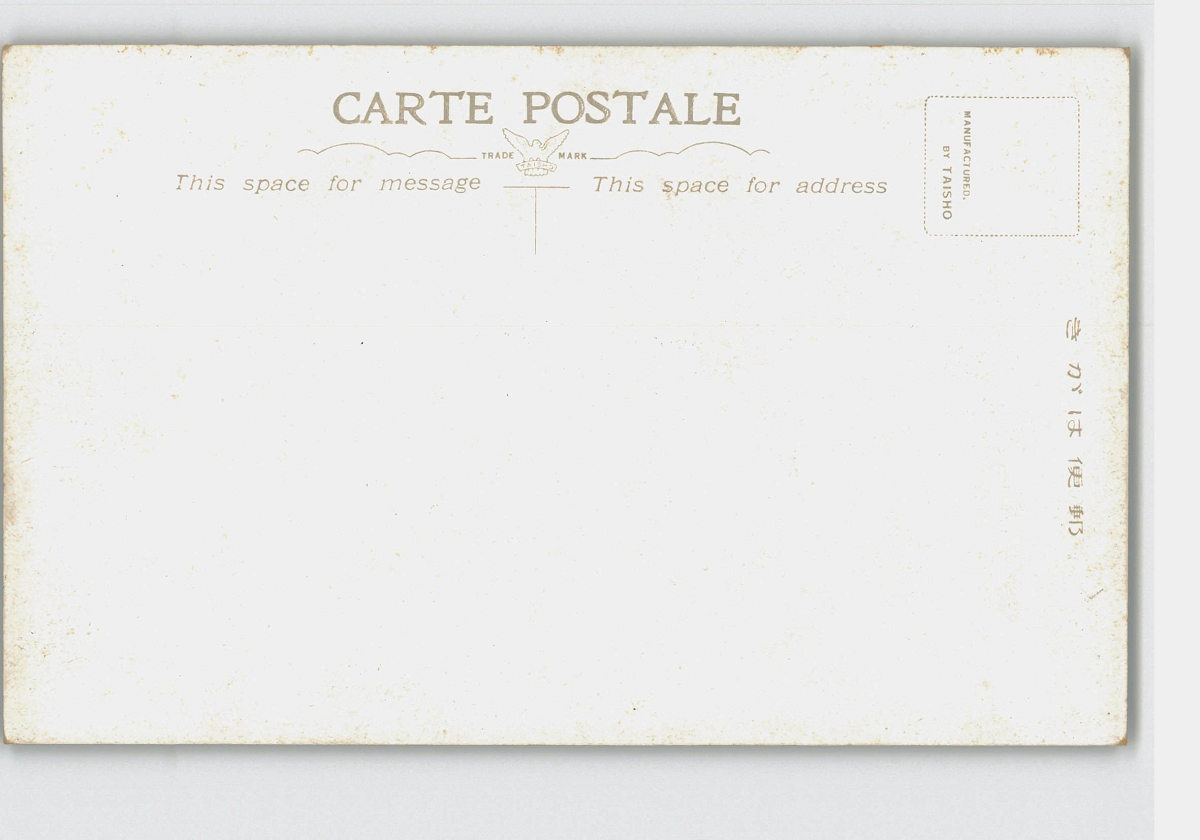 CARTE POSTALE
TRADE MARK
TAISHO
This space for message
This space for address
MANUFACTURED.
BY TAISHO
きがは便郵